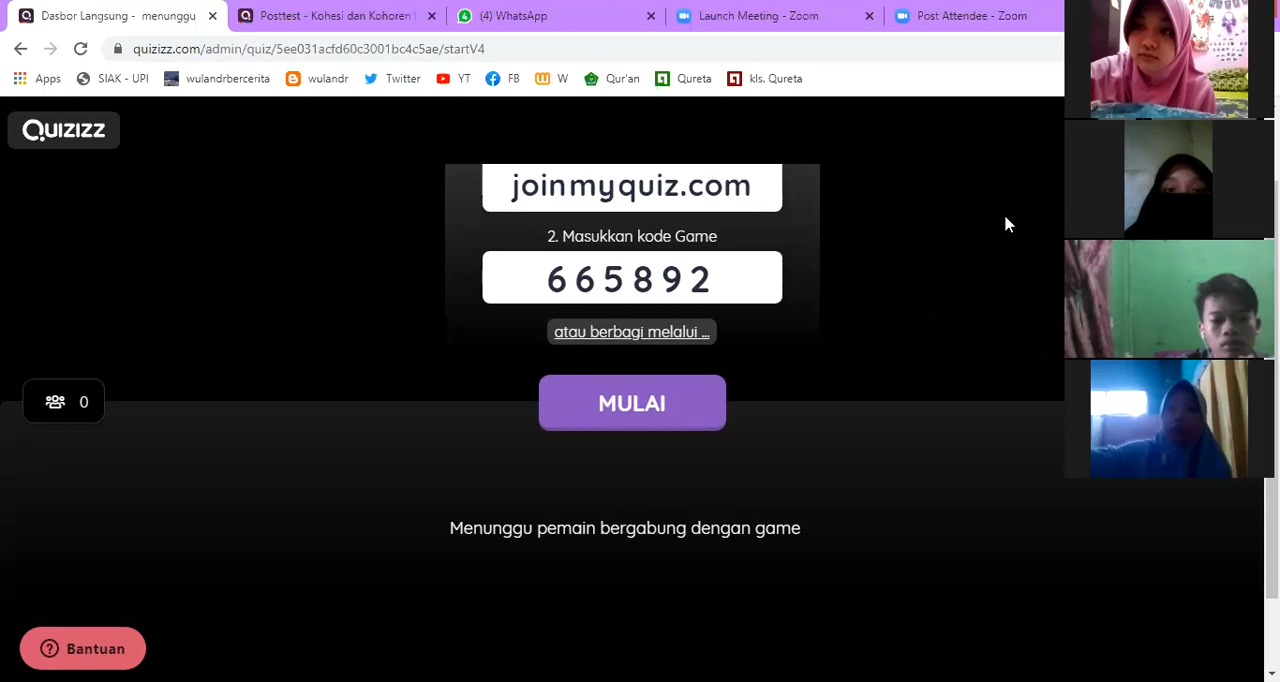 Dasbor Langsung - menunggu
Posttest - Kohesi dan Kohoren
(4) WhatsApp
Launch Meeting - Zoom
Post Attendee - Zoom
quizizz.com/admin/quiz/5ee031acfd60c3001bc4c5ae/startV4
Apps
SIAK - UPI
wulandrbercerita
wulandr
Twitter
YT
FB
W
Qur'an
Qureta
kls. Qureta
Quizizz
joinmyquiz.com
2. Masukkan kode Game
665892
atau berbagi melalui ...
MULAI
0
Menunggu pemain bergabung dengan game
Bantuan